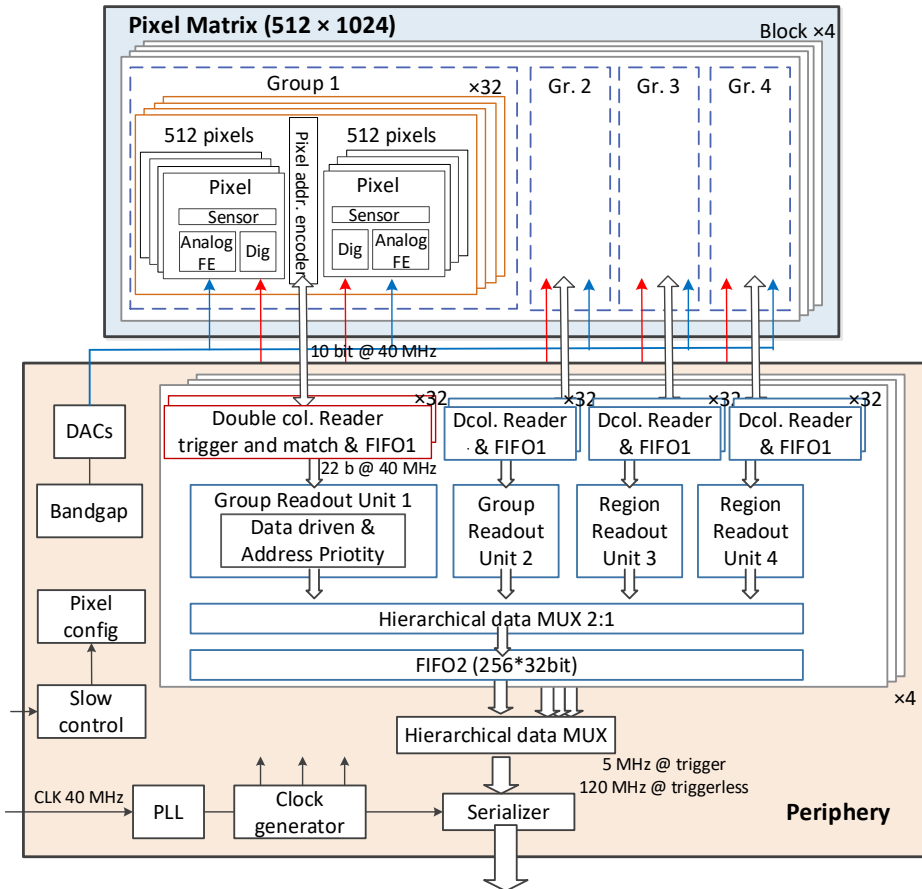 Pixel Matrix (512 × 1024)
Block ×4
Group 1
×32
Gr. 2
Gr. 3
Gr. 4
512 pixels
Pixel addr. encoder
512 pixels
Pixel
Sensor
Analog
FE
Dig
Pixel
Sensor
Dig
Analog
FE
10 bit @ 40 MHz
×32
×32
×32
×32
Double col. Reader
trigger and match & FIFO1
Dcol. Reader
& FIFO1
Dcol. Reader
& FIFO1
Dcol. Reader
& FIFO1
22 b @ 40 MHz
Group Readout Unit 1
Data driven &
Address Priotity
Group
Readout
Unit 2
Region
Readout
Unit 3
Region
Readout
Unit 4
Hierarchical data MUX 2:1
FIFO2 (256*32bit)
×4
DACs
Bandgap
Pixel
config
Slow
control
Hierarchical data MUX
5 MHz @ trigger
120 MHz @ triggerless
CLK 40 MHz
PLL
Clock
generator
Serializer
Periphery